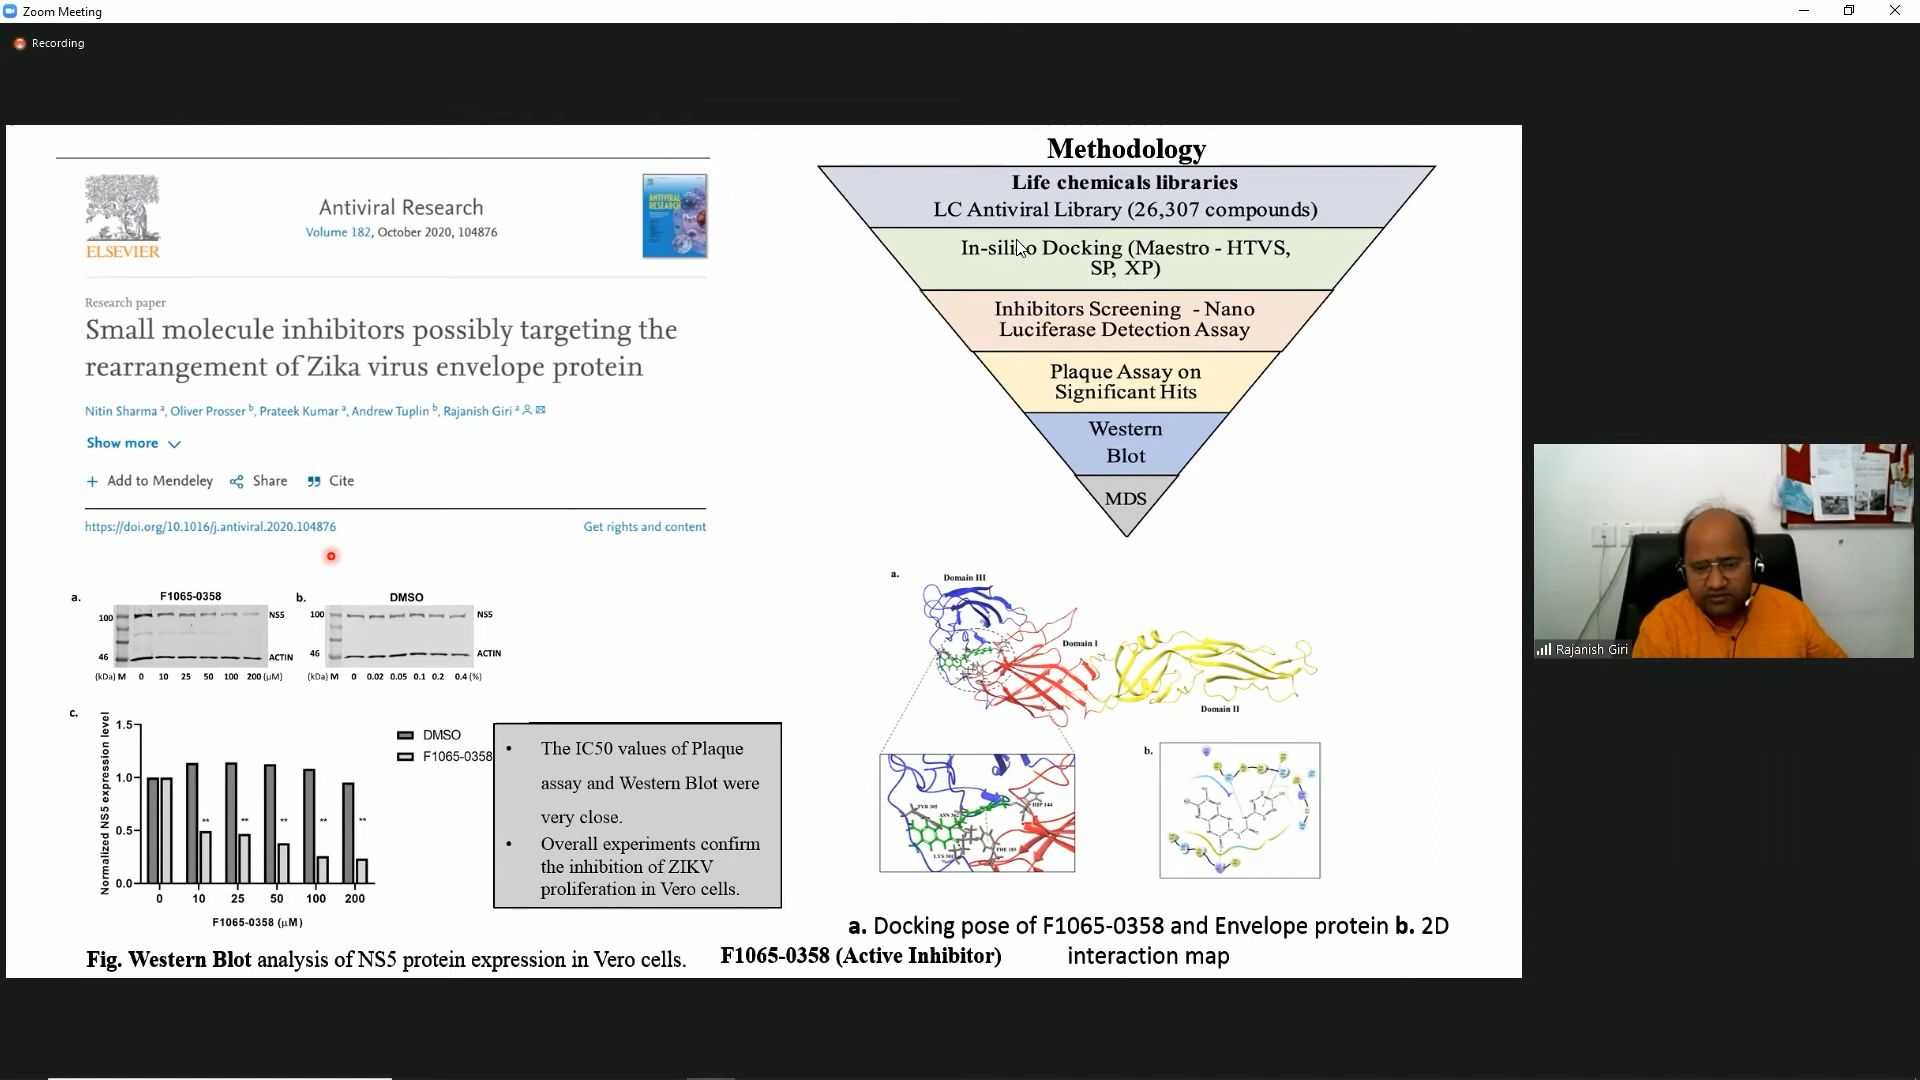 Zoom Meeting
Recording
ELSEVIER
Antiviral Research
Volume 182, October 2020, 104876
ANTIVIRAL
RESEARCH
Research paper
Small molecule inhibitors possibly targeting the
rearrangement of Zika virus envelope protein
Nitin Sharma a, Oliver Prosser b, Prateek Kumar a, Andrew Tuplin b, Rajanish Giri a
Show more
+ Add to Mendeley Share Cite
https://doi.org/10.1016/j.antiviral.2020.104876 Get rights and content
a. F1065-0358
100 NS5
46 ACTIN
(kDa) M 0 10 25 50 100 200 (μM)
b. DMSO
100 NS5
46 ACTIN
(kDa) M 0 0.02 0.05 0.1 0.2 0.4 (%)
c.
Normalized NS5 expression level
1.5
1.0
0.5
0.0
** ** ** ** **
0 10 25 50 100 200
F1065-0358 (μM)
DMSO
F1065-0358
• The IC50 values of Plaque
assay and Western Blot were
very close.
• Overall experiments confirm
the inhibition of ZIKV
proliferation in Vero cells.
Fig. Western Blot analysis of NS5 protein expression in Vero cells.
F1065-0358 (Active Inhibitor)
Methodology
Life chemicals libraries
LC Antiviral Library (26,307 compounds)
In-silico Docking (Maestro - HTVS,
SP, XP)
Inhibitors Screening - Nano
Luciferase Detection Assay
Plaque Assay on
Significant Hits
Western
Blot
MDS
a.
Domain III
Domain I
Domain II
TYR 305
HIP 144
LYS 301
PHE 183
b.
a. Docking pose of F1065-0358 and Envelope protein b. 2D
interaction map
Rajanish Giri